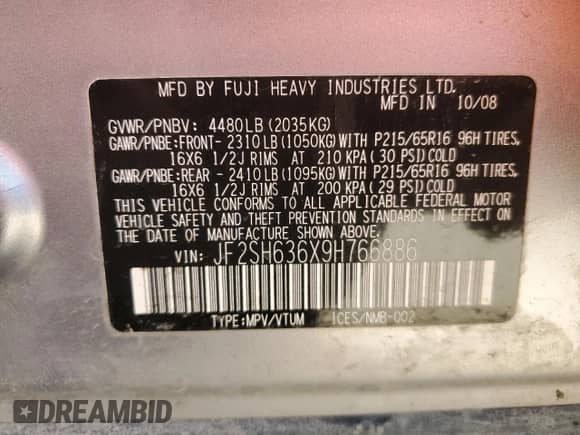 MFD BY FUJI HEAVY INDUSTRIES LTD.
MFD IN 10/08
GVWR/PNBV: 4480LB(2035KG)
GAWR/PNBE:FRONT-2310LB(1050KG)WITH P215/65R16 96H TIRES,
16X6 1/2J RIMS AT 210 KPA(30 PSI)COLD
GAWR/PNBE:REAR -2410LB(1095KG)WITH P215/65R16 96H TIRES,
16X6 1/2J RIMS AT 200 KPA(29 PSI)COLD
THIS VEHICLE CONFORMS TO ALL APPLICABLE FEDERAL MOTOR
VEHICLE SAFETY AND THEFT PREVENTION STANDARDS IN EFFECT ON
THE DATE OF MANUFACTURE SHOWN ABOVE.
VIN: JF2SH636X9H766886
TYPE:MPV/VTUM ICES/NMB-002
DREAMBID